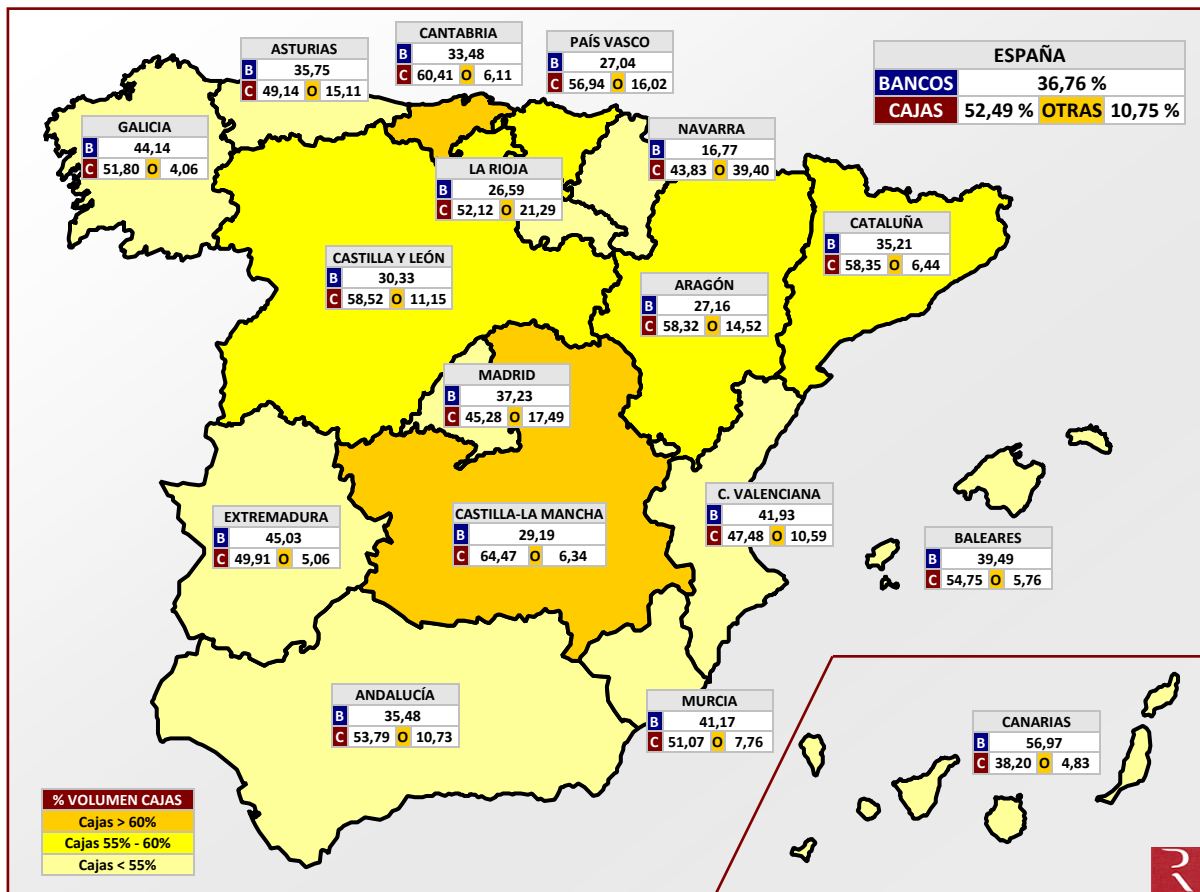 ASTURIAS
B 35,75
C 49,14 O 15,11
CANTABRIA
B 33,48
C 60,41 O 6,11
PAÍS VASCO
B 27,04
C 56,94 O 16,02
ESPAÑA
BANCOS 36,76 %
CAJAS 52,49 % OTRAS 10,75 %
GALICIA
B 44,14
C 51,80 O 4,06
NAVARRA
B 16,77
C 43,83 O 39,40
LA RIOJA
B 26,59
C 52,12 O 21,29
CATALUÑA
B 35,21
C 58,35 O 6,44
CASTILLA Y LEÓN
B 30,33
C 58,52 O 11,15
ARAGÓN
B 27,16
C 58,32 O 14,52
MADRID
B 37,23
C 45,28 O 17,49
EXTREMADURA
B 45,03
C 49,91 O 5,06
CASTILLA-LA MANCHA
B 29,19
C 64,47 O 6,34
C. VALENCIANA
B 41,93
C 47,48 O 10,59
BALEARES
B 39,49
C 54,75 O 5,76
ANDALUCÍA
B 35,48
C 53,79 O 10,73
MURCIA
B 41,17
C 51,07 O 7,76
CANARIAS
B 56,97
C 38,20 O 4,83
% VOLUMEN CAJAS
Cajas > 60%
Cajas 55% - 60%
Cajas < 55%
R